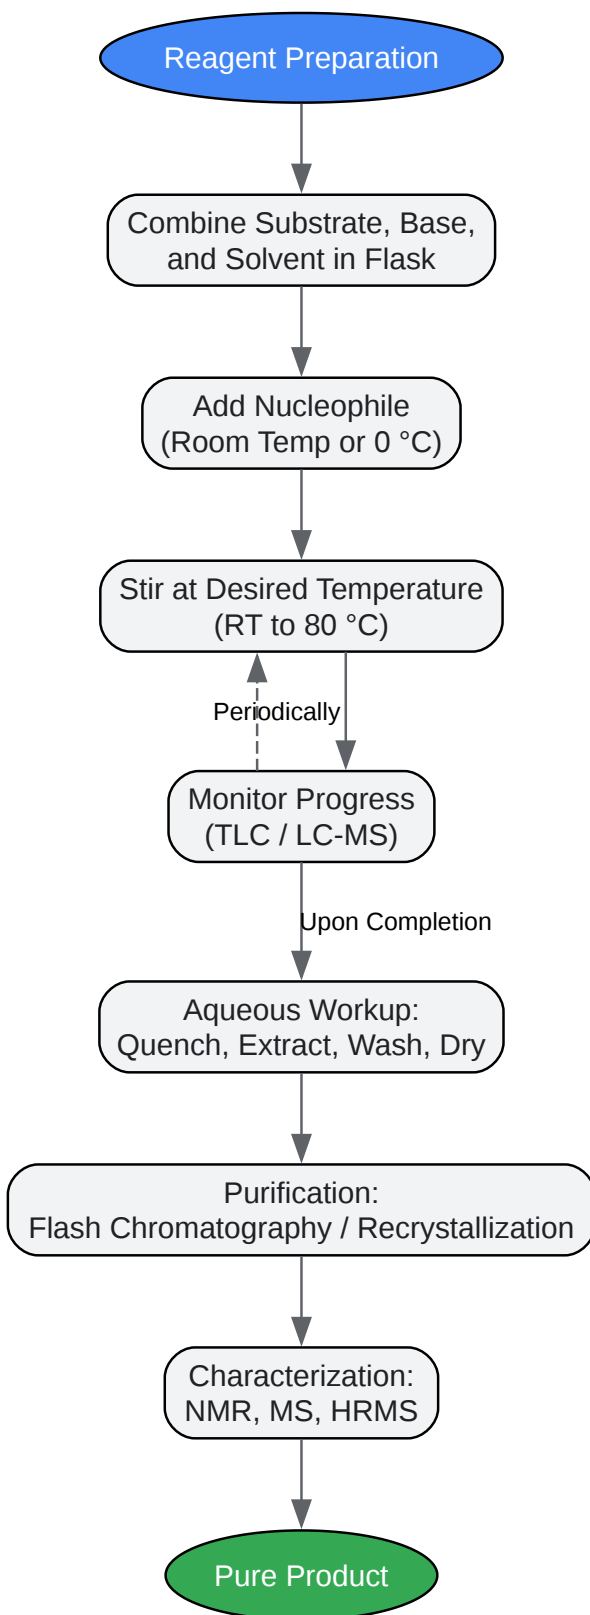 Reagent Preparation
Combine Substrate, Base,
and Solvent in Flask
Add Nucleophile
(Room Temp or 0 °C)
Stir at Desired Temperature
(RT to 80 °C)
Periodically
Monitor Progress
(TLC / LC-MS)
Upon Completion
Aqueous Workup:
Quench, Extract, Wash, Dry
Purification:
Flash Chromatography / Recrystallization
Characterization:
NMR, MS, HRMS
Pure Product